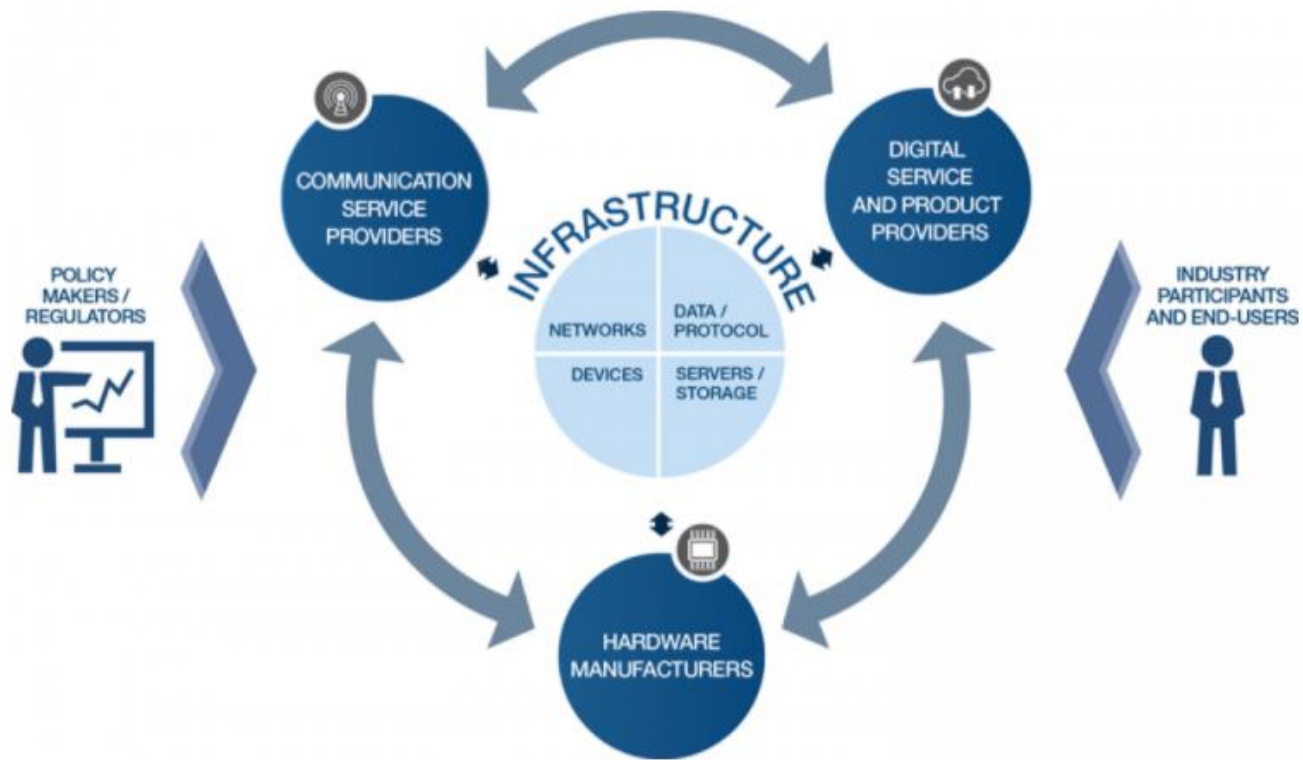 COMMUNICATION
SERVICE
PROVIDERS
DIGITAL
SERVICE
AND PRODUCT
PROVIDERS
INFRASTRUCTURE
NETWORKS
DATA /
PROTOCOL
DEVICES
SERVERS /
STORAGE
POLICY
MAKERS /
REGULATORS
INDUSTRY
PARTICIPANTS
AND END-USERS
HARDWARE
MANUFACTURERS